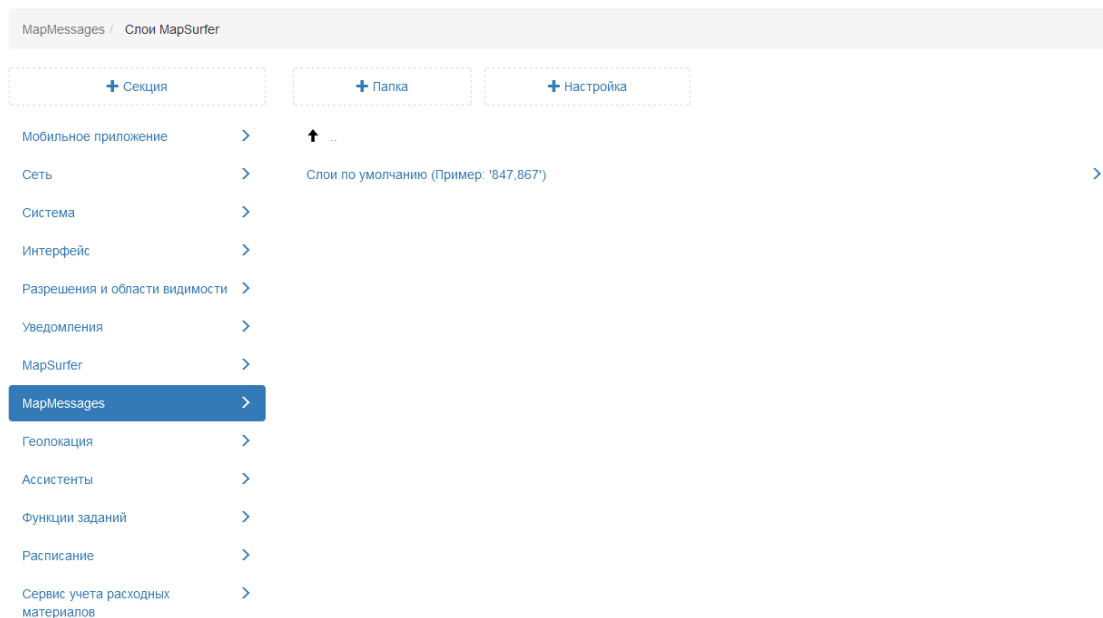 MapMessages / Слои MapSurfer
Секция
Папка
Настройка
Мобильное приложение
Сеть
Система
Интерфейс
Разрешения и области видимости
Уведомления
MapSurfer
MapMessages
Геолокация
Ассистенты
Функции заданий
Расписание
Сервис учета расходных
материалов
..
Слои по умолчанию (Пример: '847,867')